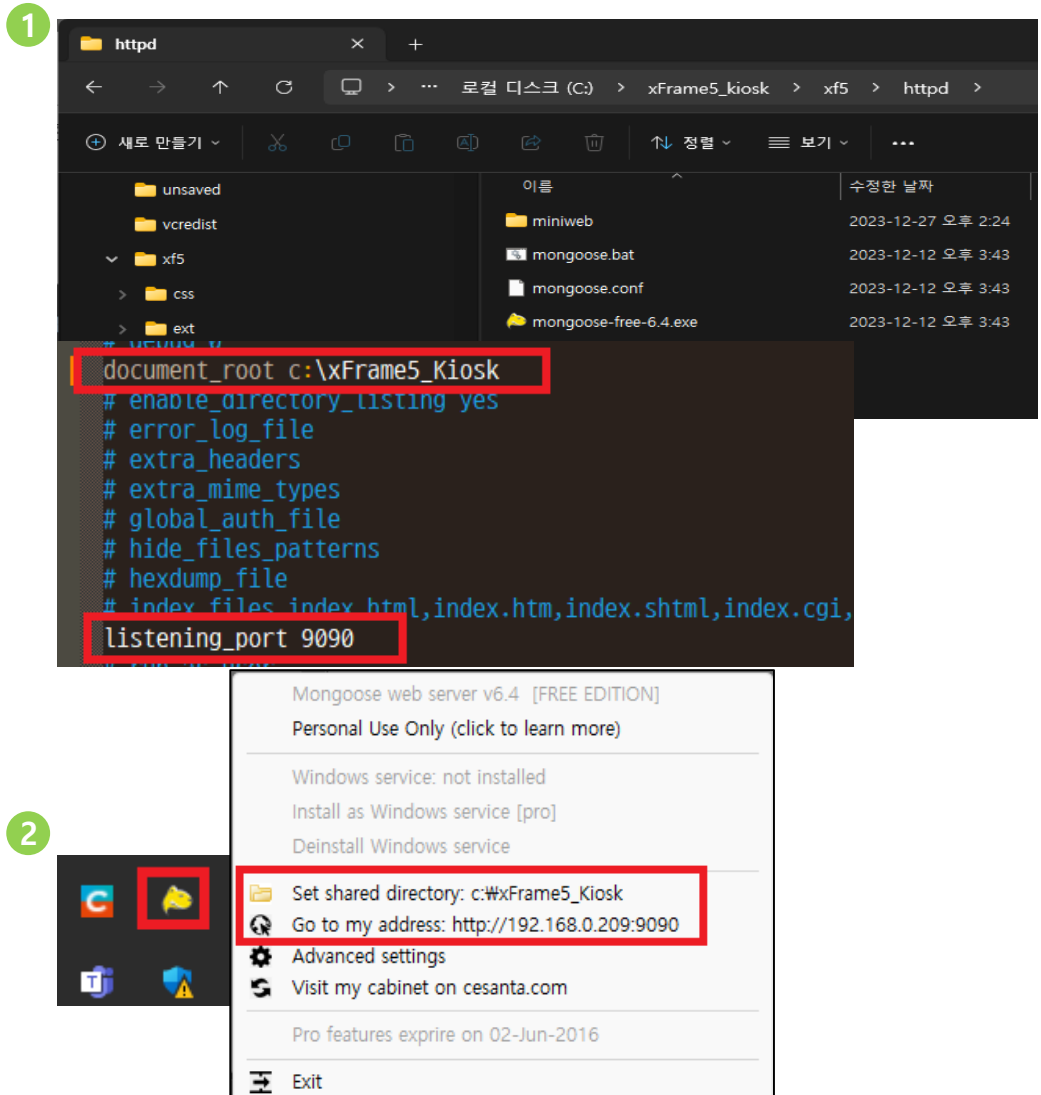 1
httpd
로컬 디스크 (C:) > xFrame5_kiosk > xf5 > httpd >
새로 만들기 정렬 보기
이름 수정한 날짜
unsaved
vcredist
xf5
css
ext
miniweb 2023-12-27 오후 2:24
mongoose.bat 2023-12-12 오후 3:43
mongoose.conf 2023-12-12 오후 3:43
mongoose-free-6.4.exe 2023-12-12 오후 3:43
document_root c:\xFrame5_Kiosk
# enable_directory_listing yes
# error_log_file
# extra_headers
# extra_mime_types
# global_auth_file
# hide_files_patterns
# hexdump_file
# index_files index.html,index.htm,index.shtml,index.cgi,
listening_port 9090
2
Mongoose web server v6.4 [FREE EDITION]
Personal Use Only (click to learn more)
Windows service: not installed
Install as Windows service [pro]
Deinstall Windows service
Set shared directory: c:₩xFrame5_Kiosk
Go to my address: http://192.168.0.209:9090
Advanced settings
Visit my cabinet on cesanta.com
Pro features exprire on 02-Jun-2016
Exit